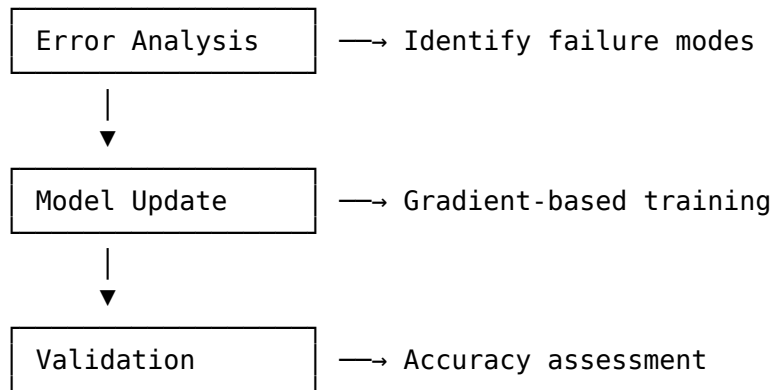 Error Analysis ──→ Identify failure modes
Model Update ──→ Gradient-based training
Validation ──→ Accuracy assessment